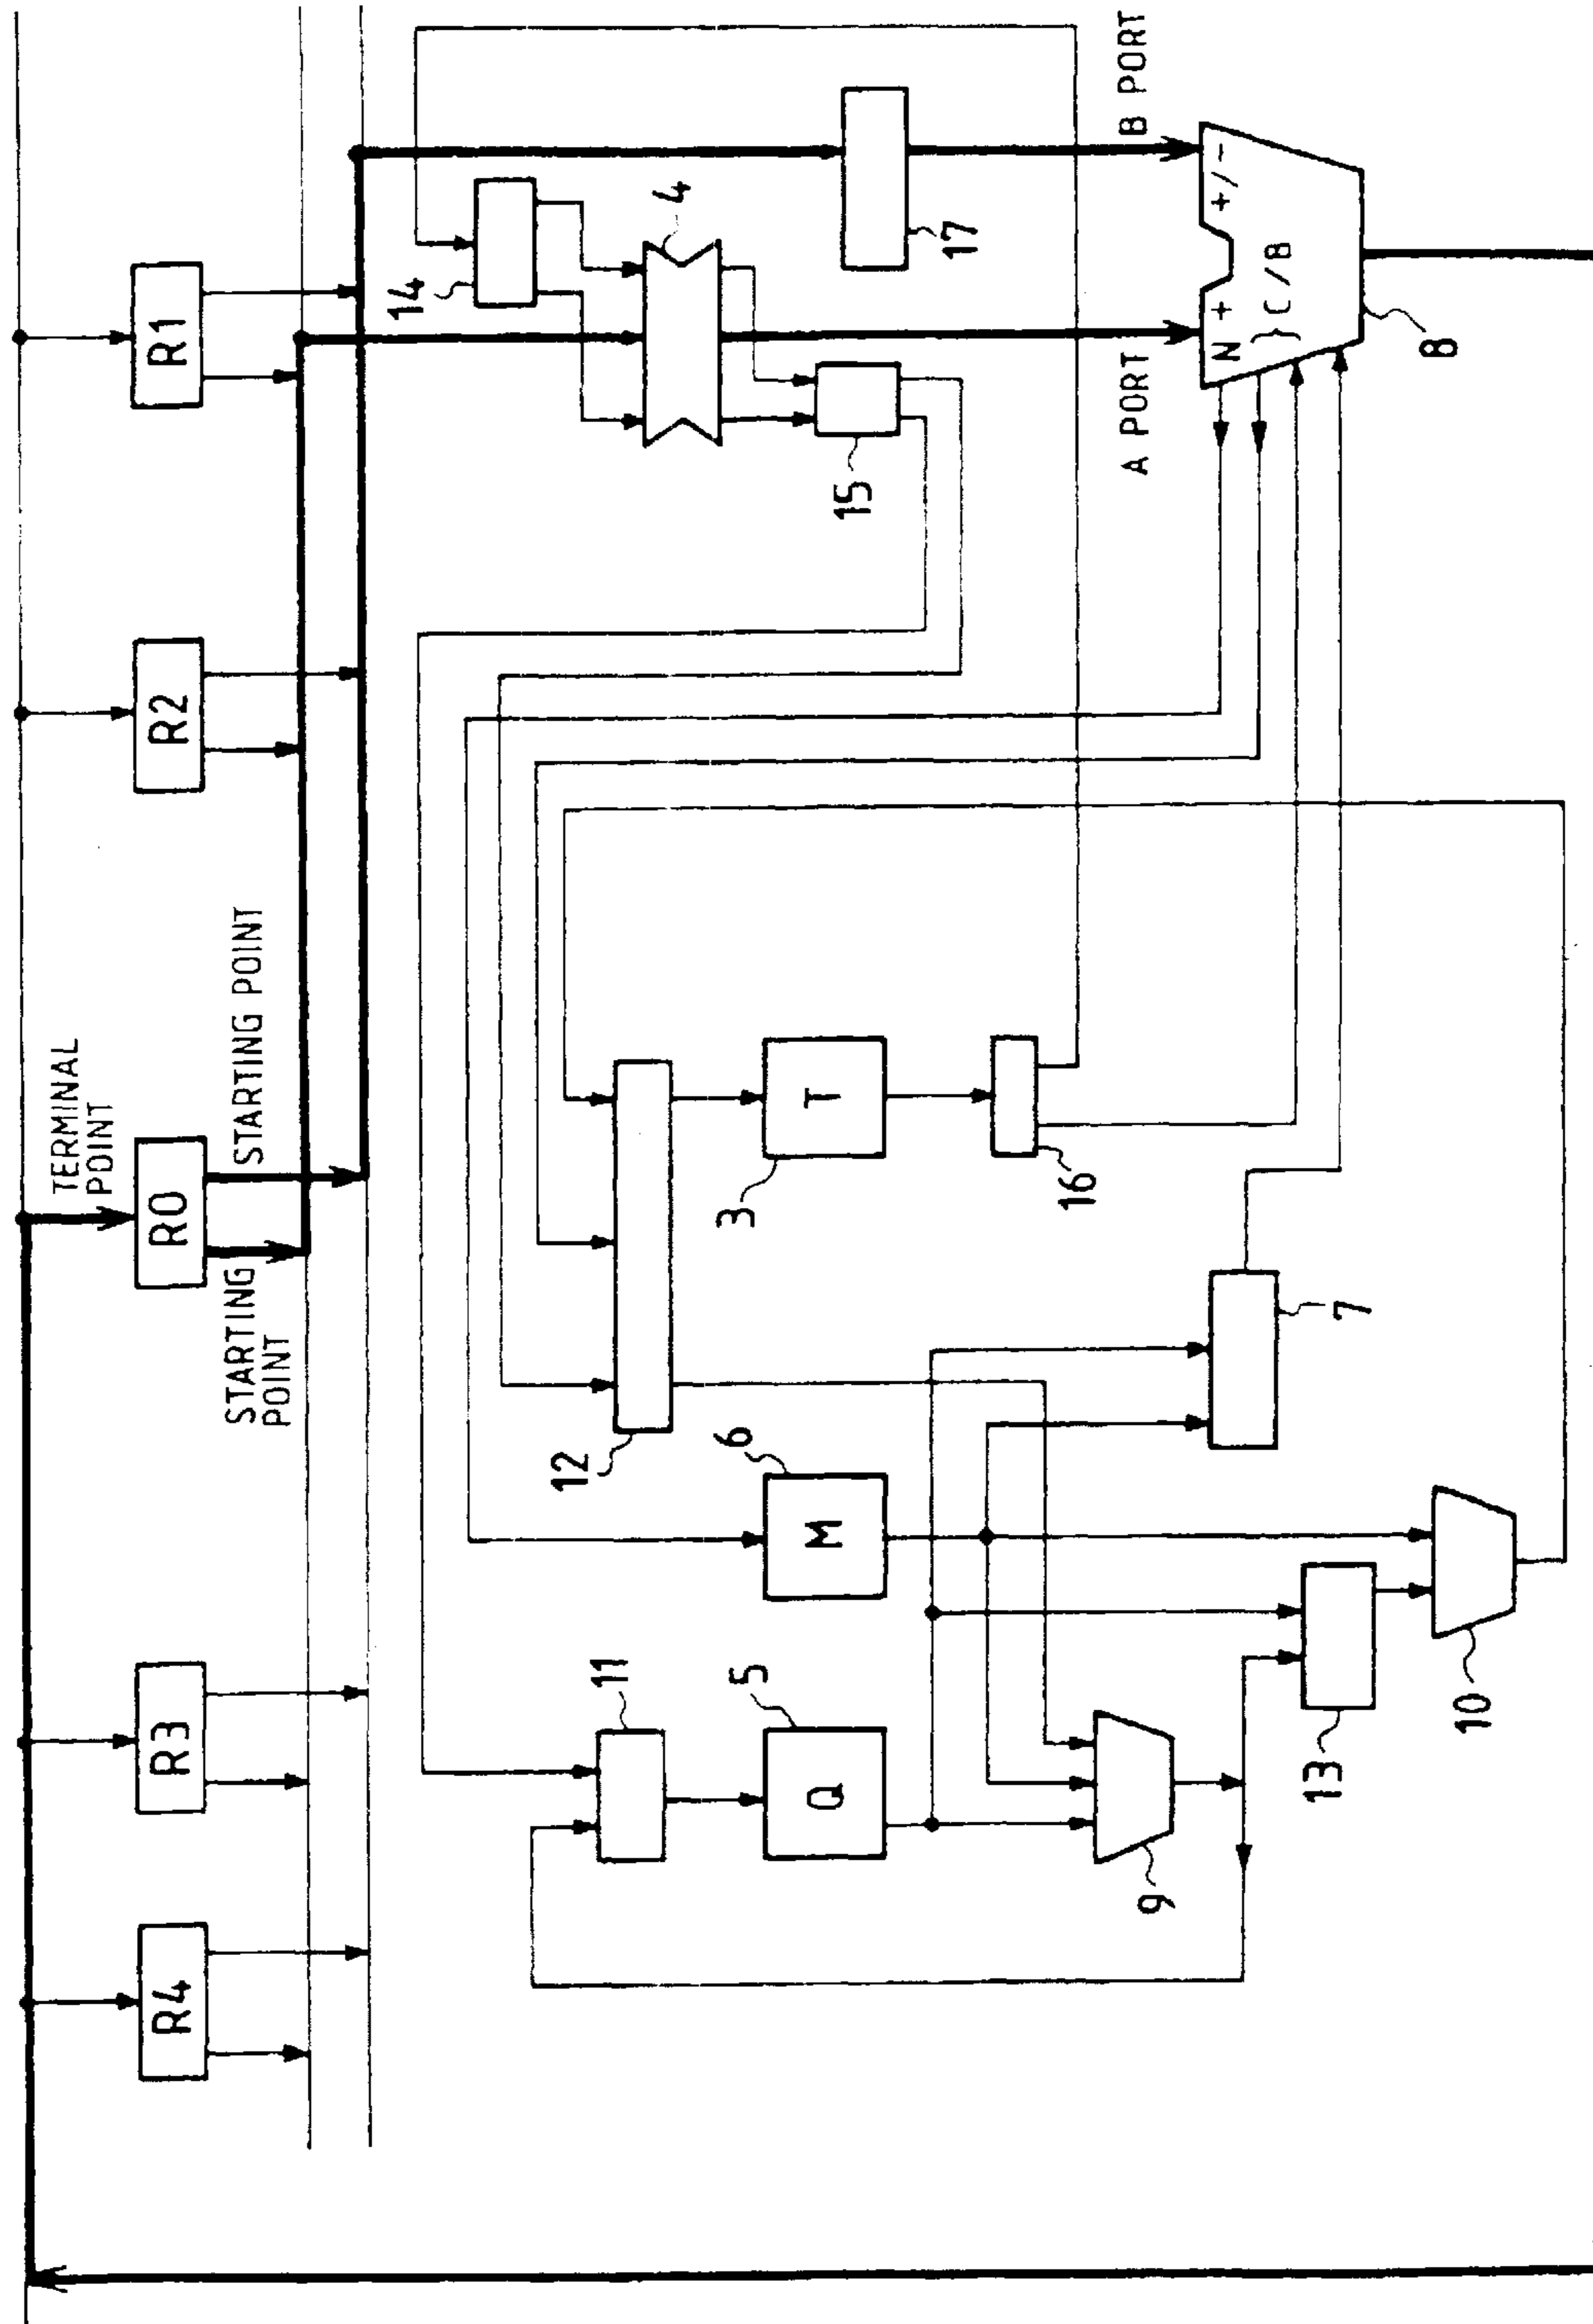 R4
R3
R0
R2
R1
TERMINAL
POINT
STARTING
POINT
STARTING POINT
14
4
17
15
11
12
5
Q
6
M
3
T
16
9
13
7
10
A PORT
B PORT
N + +/-
} C/B
8